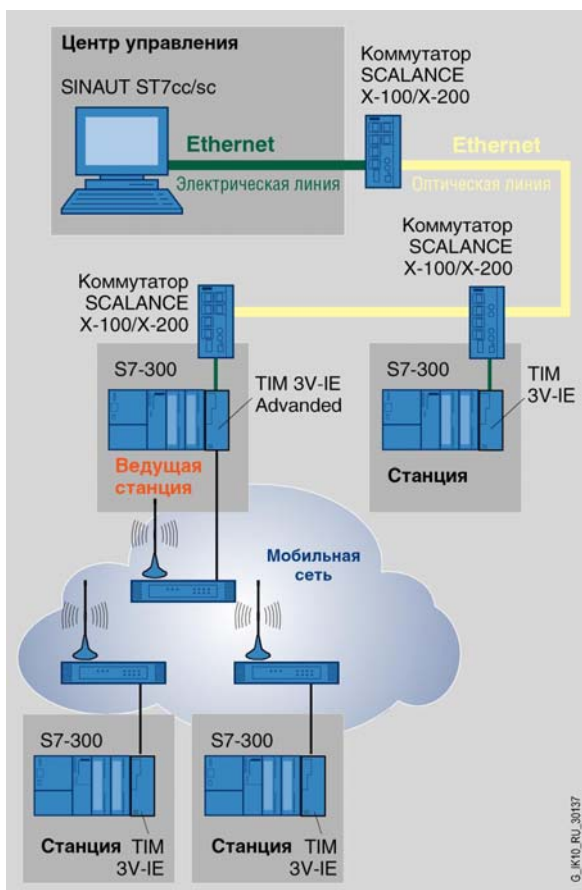 Центр управления
SINAUT ST7cc/sc
Коммутатор
SCALANCE
X-100/X-200
Ethernet
Электрическая линия
Ethernet
Оптическая линия
Коммутатор
SCALANCE
X-100/X-200
Коммутатор
SCALANCE
X-100/X-200
S7-300
TIM 3V-IE
Advanded
Ведущая
станция
S7-300
TIM
3V-IE
Станция
Мобильная
сеть
S7-300
Станция TIM
3V-IE
S7-300
Станция TIM
3V-IE
G_IK10_RU_30137